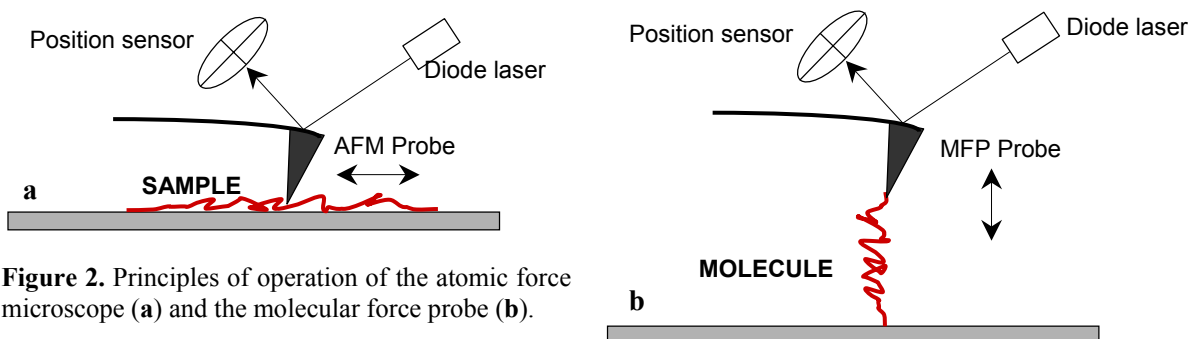 Position sensor
Diode laser
AFM Probe
a
SAMPLE
Figure 2. Principles of operation of the atomic force
microscope (a) and the molecular force probe (b).
Position sensor
Diode laser
MFP Probe
MOLECULE
b